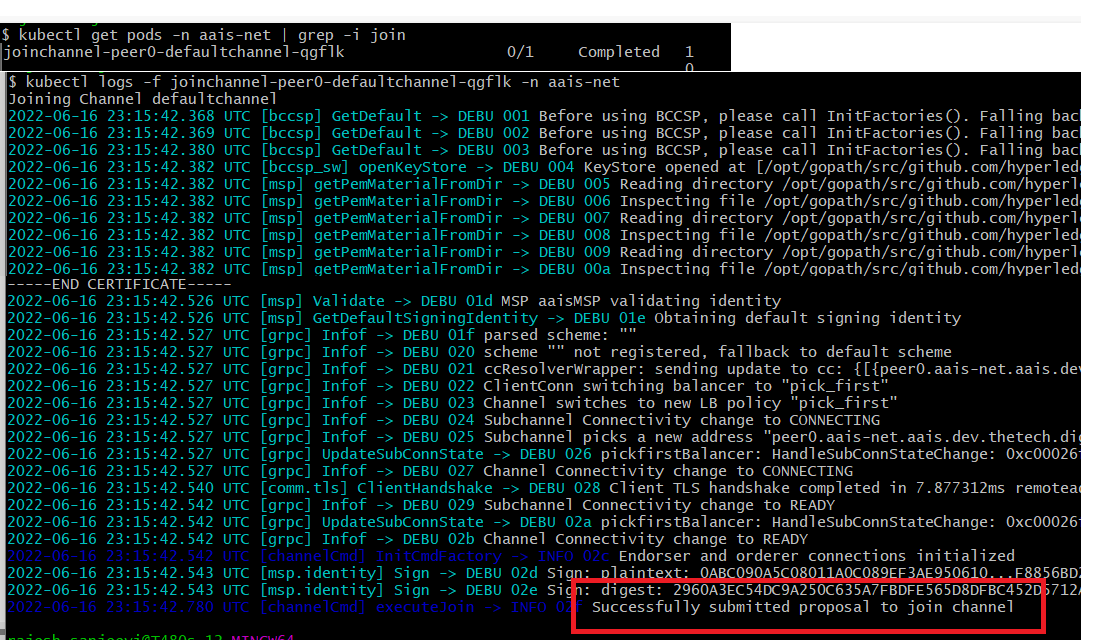 $ kubectl get pods -n aais-net | grep -i join
joinchannel-peer0-defaultchannel-qgflk 0/1 Completed 1
0
$ kubectl logs -f joinchannel-peer0-defaultchannel-qgflk -n aais-net
Joining Channel defaultchannel
2022-06-16 23:15:42.368 UTC [bccsp] GetDefault -> DEBU 001 Before using BCCSP, please call InitFactories(). Falling bac
2022-06-16 23:15:42.369 UTC [bccsp] GetDefault -> DEBU 002 Before using BCCSP, please call InitFactories(). Falling bac
2022-06-16 23:15:42.380 UTC [bccsp] GetDefault -> DEBU 003 Before using BCCSP, please call InitFactories(). Falling bac
2022-06-16 23:15:42.382 UTC [bccsp_sw] openKeyStore -> DEBU 004 KeyStore opened at [/opt/gopath/src/github.com/hyperled
2022-06-16 23:15:42.382 UTC [msp] getPemMaterialFromDir -> DEBU 005 Reading directory /opt/gopath/src/github.com/hyperl
2022-06-16 23:15:42.382 UTC [msp] getPemMaterialFromDir -> DEBU 006 Inspecting file /opt/gopath/src/github.com/hyperled
2022-06-16 23:15:42.382 UTC [msp] getPemMaterialFromDir -> DEBU 007 Reading directory /opt/gopath/src/github.com/hyperl
2022-06-16 23:15:42.382 UTC [msp] getPemMaterialFromDir -> DEBU 008 Inspecting file /opt/gopath/src/github.com/hyperled
2022-06-16 23:15:42.382 UTC [msp] getPemMaterialFromDir -> DEBU 009 Reading directory /opt/gopath/src/github.com/hyperl
2022-06-16 23:15:42.382 UTC [msp] getPemMaterialFromDir -> DEBU 00a Inspecting file /opt/gopath/src/github.com/hyperled
-----END CERTIFICATE-----
2022-06-16 23:15:42.526 UTC [msp] Validate -> DEBU 01d MSP aaisMSP validating identity
2022-06-16 23:15:42.526 UTC [msp] GetDefaultSigningIdentity -> DEBU 01e Obtaining default signing identity
2022-06-16 23:15:42.527 UTC [grpc] Infof -> DEBU 01f parsed scheme: ""
2022-06-16 23:15:42.527 UTC [grpc] Infof -> DEBU 020 scheme "" not registered, fallback to default scheme
2022-06-16 23:15:42.527 UTC [grpc] Infof -> DEBU 021 ccResolverWrapper: sending update to cc: {[{peer0.aais-net.aais.dev
2022-06-16 23:15:42.527 UTC [grpc] Infof -> DEBU 022 ClientConn switching balancer to "pick_first"
2022-06-16 23:15:42.527 UTC [grpc] Infof -> DEBU 023 Channel switches to new LB policy "pick_first"
2022-06-16 23:15:42.527 UTC [grpc] Infof -> DEBU 024 Subchannel Connectivity change to CONNECTING
2022-06-16 23:15:42.527 UTC [grpc] Infof -> DEBU 025 Subchannel picks a new address "peer0.aais-net.aais.dev.thetech.dig
2022-06-16 23:15:42.527 UTC [grpc] UpdateSubConnState -> DEBU 026 pickfirstBalancer: HandleSubConnStateChange: 0xc00026
2022-06-16 23:15:42.527 UTC [grpc] Infof -> DEBU 027 Channel Connectivity change to CONNECTING
2022-06-16 23:15:42.540 UTC [comm.tls] ClientHandshake -> DEBU 028 Client TLS handshake completed in 7.877312ms remotead
2022-06-16 23:15:42.542 UTC [grpc] Infof -> DEBU 029 Subchannel Connectivity change to READY
2022-06-16 23:15:42.542 UTC [grpc] UpdateSubConnState -> DEBU 02a pickfirstBalancer: HandleSubConnStateChange: 0xc00026
2022-06-16 23:15:42.542 UTC [grpc] Infof -> DEBU 02b Channel Connectivity change to READY
2022-06-16 23:15:42.542 UTC [channelCmd] InitCmdFactory -> INFO 02c Endorser and orderer connections initialized
2022-06-16 23:15:42.543 UTC [msp.identity] Sign -> DEBU 02d Sign: plaintext: 0ABC090A5C08011A0C089EE3AE950610...E8856BD
2022-06-16 23:15:42.543 UTC [msp.identity] Sign -> DEBU 02e Sign: digest: 2960A3EC54DC9A250C635A7FBDFE565D8DFBC452D5712A
2022-06-16 23:15:42.780 UTC [channelCmd] executeJoin -> INFO 02f Successfully submitted proposal to join channel